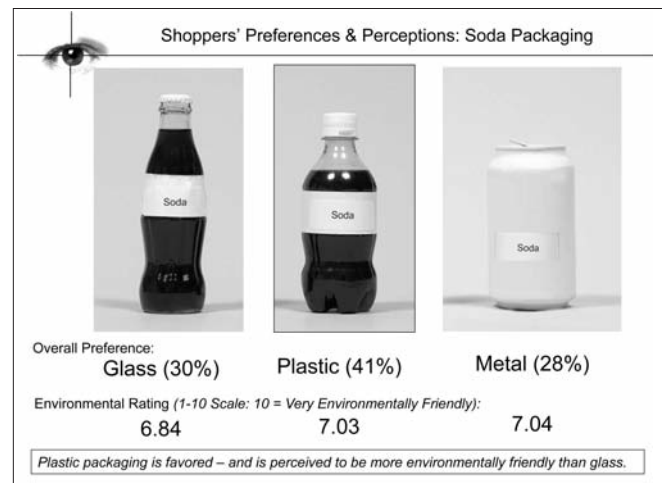 Shoppers' Preferences & Perceptions: Soda Packaging
Soda
Soda
Soda
Overall Preference:
Glass (30%)
Plastic (41%)
Metal (28%)
Environmental Rating (1-10 Scale: 10 = Very Environmentally Friendly):
6.84
7.03
7.04
Plastic packaging is favored – and is perceived to be more environmentally friendly than glass.